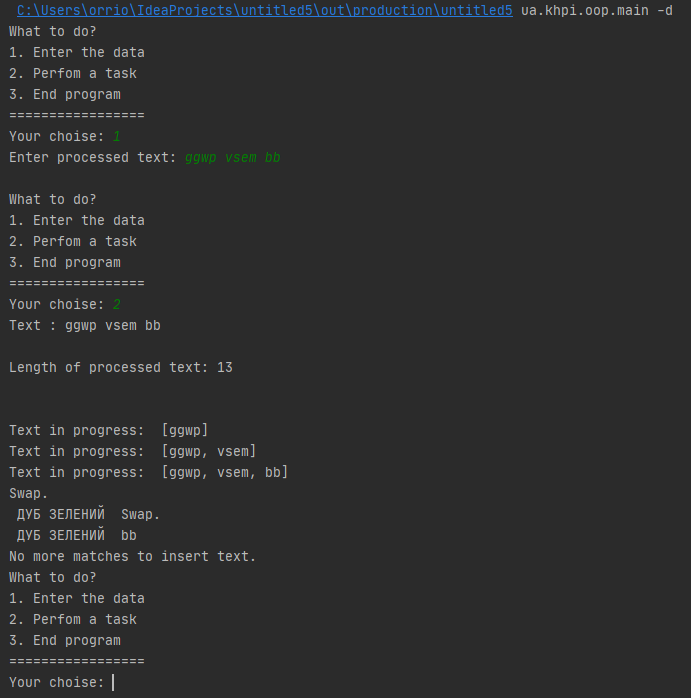 C:\Users\orrio\IdeaProjects\untitled5\out\production\untitled5 ua.khpi.oop.main -d
What to do?
1. Enter the data
2. Perfom a task
3. End program
=================
Your choise: 1
Enter processed text: ggwp vsem bb
What to do?
1. Enter the data
2. Perfom a task
3. End program
=================
Your choise: 2
Text : ggwp vsem bb
Length of processed text: 13
Text in progress:  [ggwp]
Text in progress:  [ggwp, vsem]
Text in progress:  [ggwp, vsem, bb]
Swap.
ДУБ ЗЕЛЕНИЙ  Swap.
ДУБ ЗЕЛЕНИЙ  bb
No more matches to insert text.
What to do?
1. Enter the data
2. Perfom a task
3. End program
=================
Your choise: